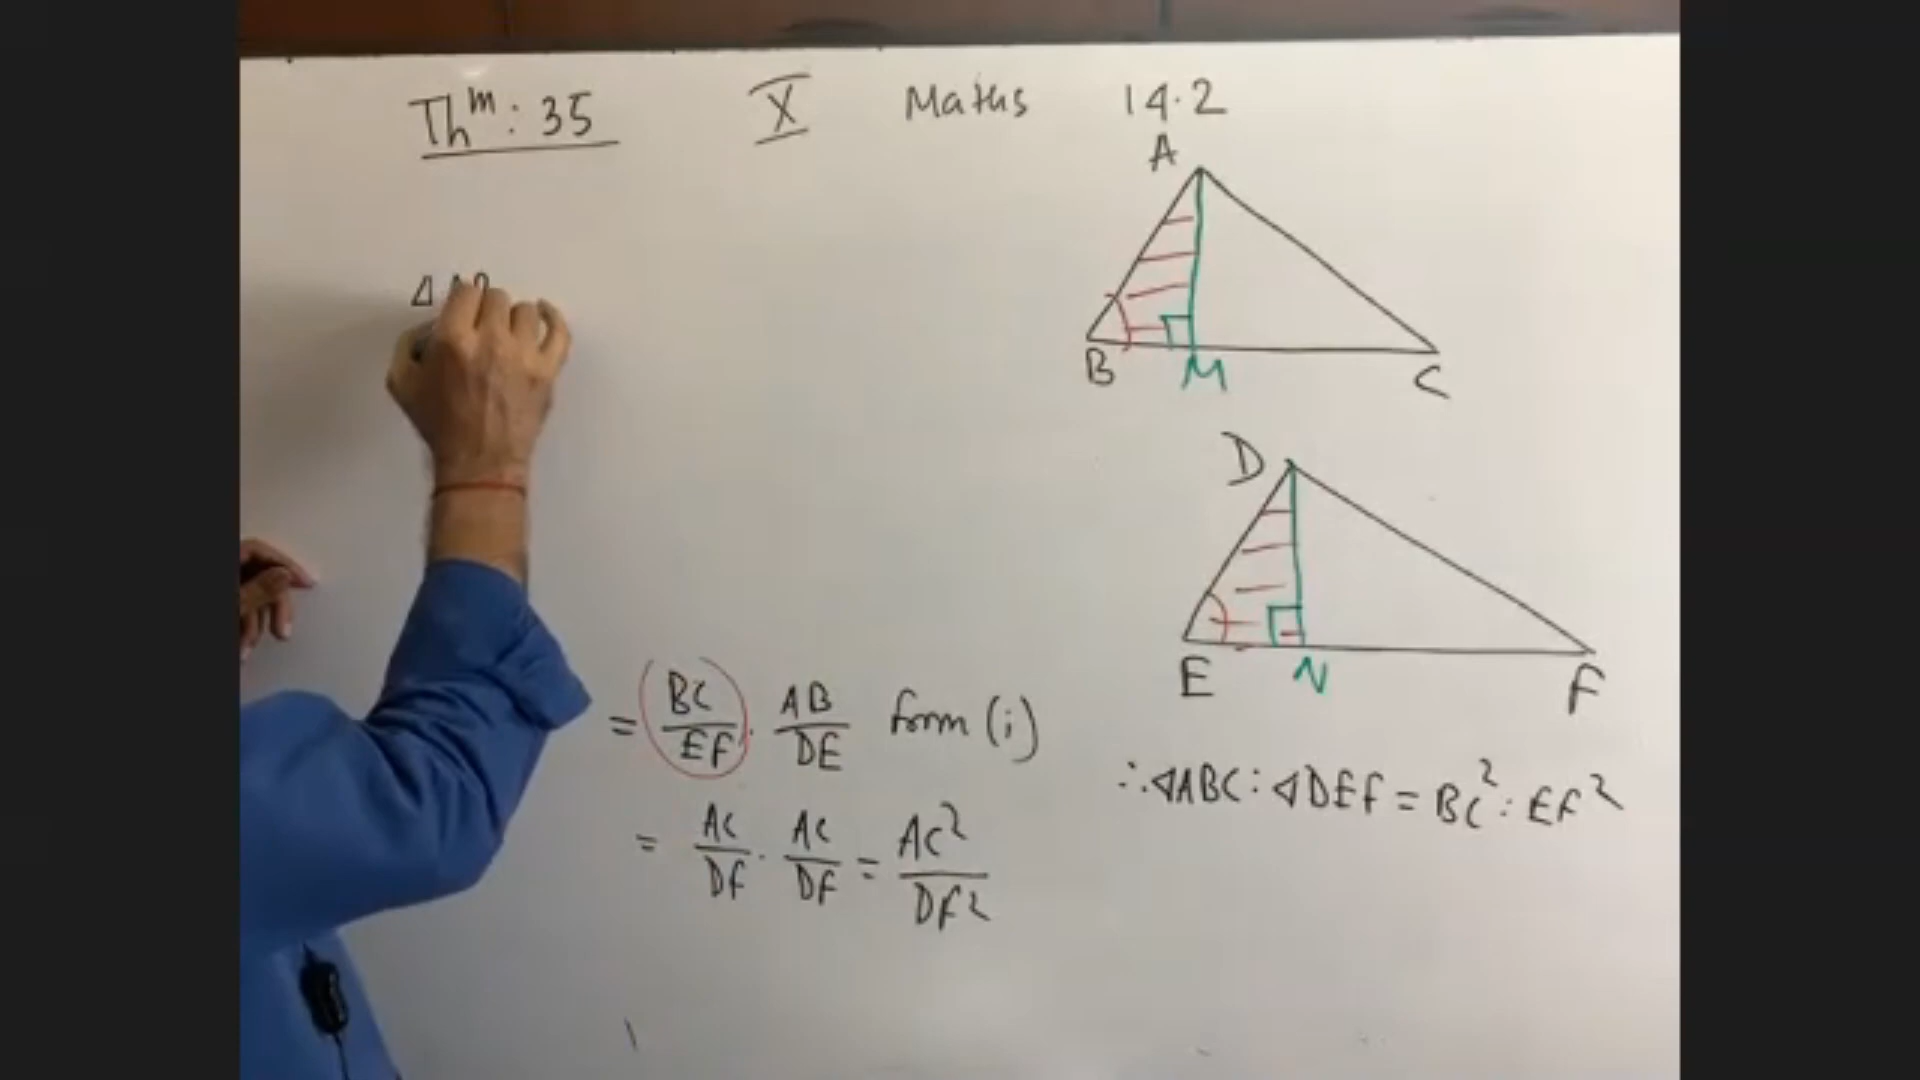 Thᵐ: 35 X Maths 14.2
A
B M C
D
E N F
Δ
= BC/EF · AB/DE form (i)
= AC/DF · AC/DF = AC²/DF²
∴ΔABC : ΔDEF = BC² : EF²